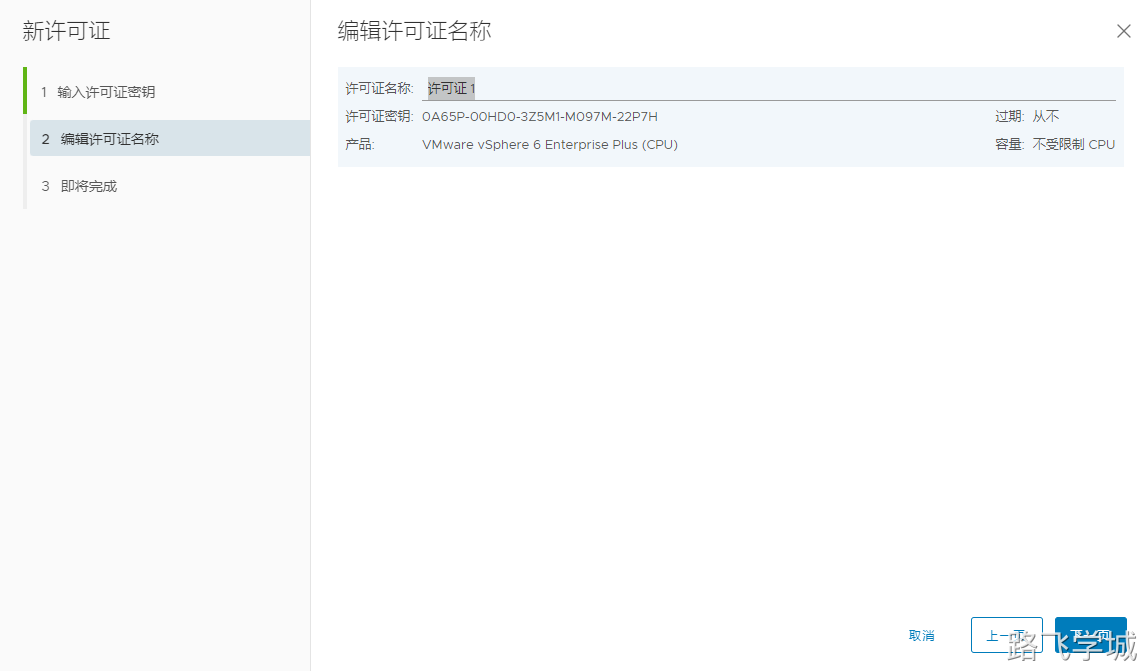 新许可证
1 输入许可证密钥
2 编辑许可证名称
3 即将完成
编辑许可证名称
许可证名称: 许可证 1
许可证密钥: 0A65P-00HD0-3Z5M1-M097M-22P7H 过期: 从不
产品: VMware vSphere 6 Enterprise Plus (CPU) 容量: 不受限制 CPU
取消 上一页 下一页
路飞学城